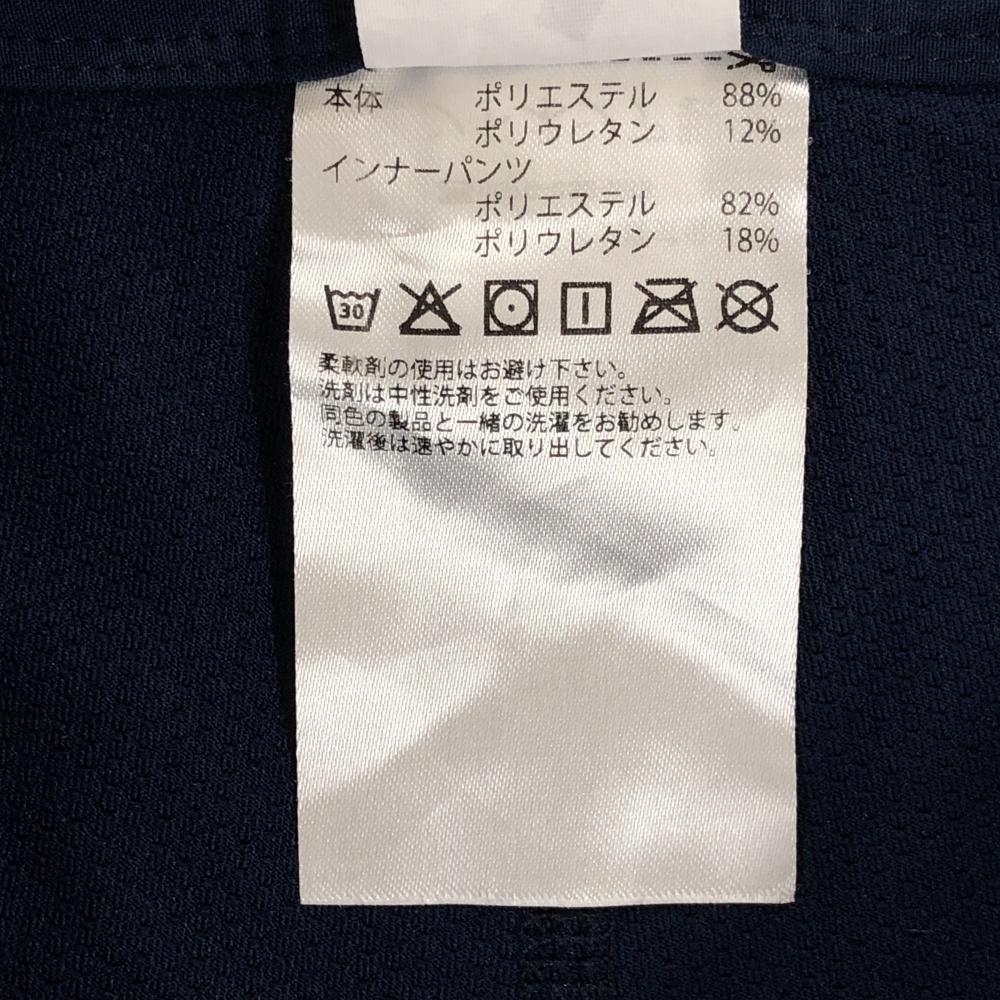 本体 ポリエステル 88%
ポリウレタン 12%
インナーパンツ
ポリエステル 82%
ポリウレタン 18%
30
柔軟剤の使用はお避け下さい。
洗剤は中性洗剤をご使用ください。
同色の製品と一緒の洗濯をお勧めします。
洗濯後は速やかに取り出してください。